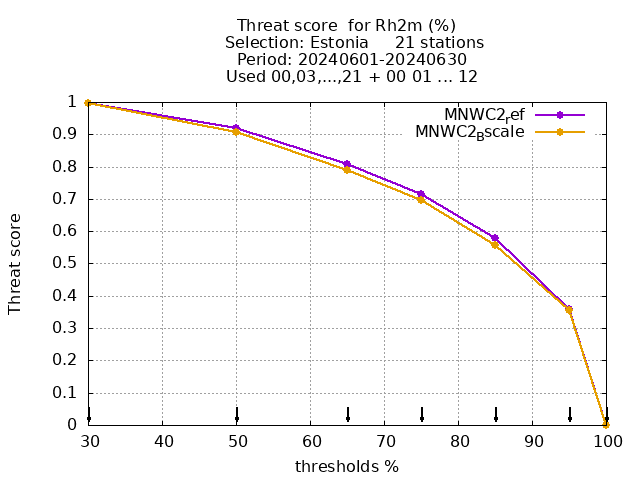 Threat score  for Rh2m (%)
Selection: Estonia     21 stations
Period: 20240601-20240630
Used 00,03,...,21 + 00 01 ... 12
MNWC2ref
MNWC2Bscale
1
0.9
0.8
0.7
0.6
0.5
0.4
0.3
0.2
0.1
0
Threat score
30 40 50 60 70 80 90 100
thresholds %